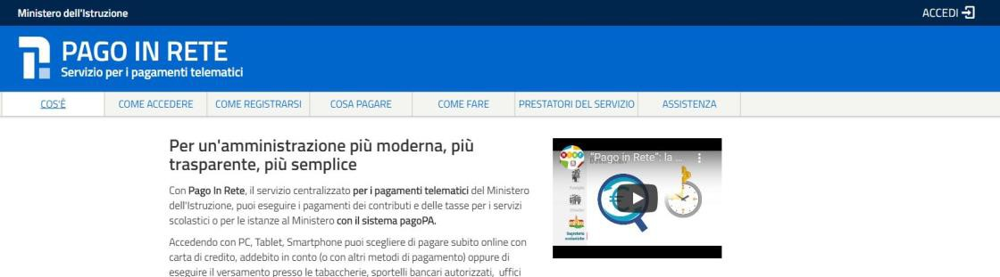 Ministero dell'Istruzione
ACCEDI
PAGO IN RETE
Servizio per i pagamenti telematici
COS'È
COME ACCEDERE
COME REGISTRARSI
COSA PAGARE
COME FARE
PRESTATORI DEL SERVIZIO
ASSISTENZA
Per un'amministrazione più moderna, più
trasparente, più semplice
Con Pago In Rete, il servizio centralizzato per i pagamenti telematici del Ministero
dell'Istruzione, puoi eseguire i pagamenti dei contributi e delle tasse per i servizi
scolastici o per le istanze al Ministero con il sistema pagoPA.
Accedendo con PC, Tablet, Smartphone puoi scegliere di pagare subito online con
carta di credito, addebito in conto (o con altri metodi di pagamento) oppure di
eseguire il versamento presso le tabaccherie, sportelli bancari autorizzati, uffici
"Pago in Rete": la ...
Segreterie
scolastiche